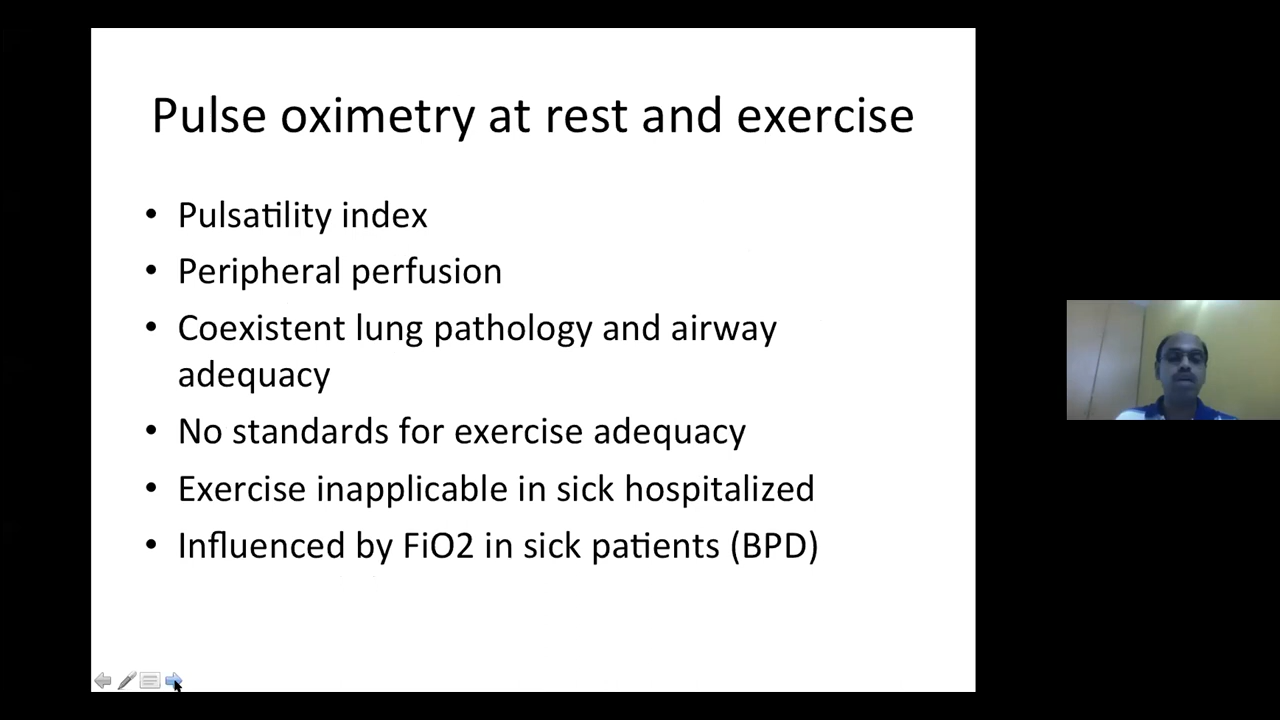 Pulse oximetry at rest and exercise
• Pulsatility index
• Peripheral perfusion
• Coexistent lung pathology and airway
adequacy
• No standards for exercise adequacy
• Exercise inapplicable in sick hospitalized
• Influenced by FiO2 in sick patients (BPD)